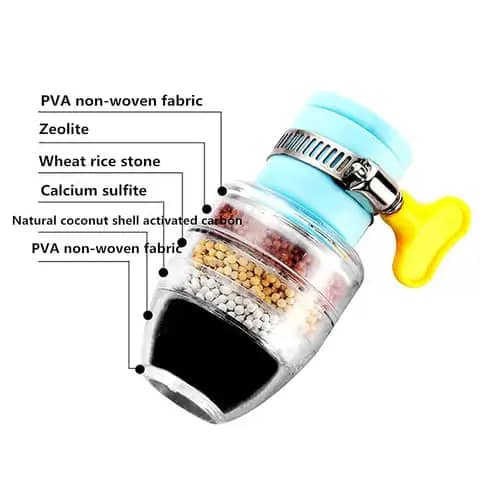 PVA non-woven fabric
Zeolite
Wheat rice stone
Calcium sulfite
Natural coconut shell activated carbon
PVA non-woven fabric